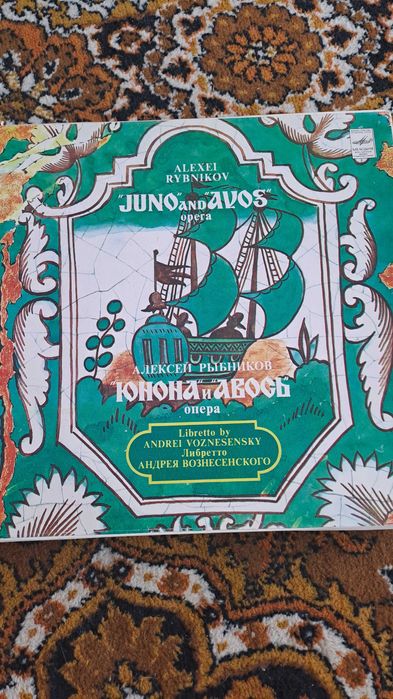 ALEXEI
RYBNIKOV
"JUNO" AND "AVOS"
opera
АЛЕКСЕЙ РЫБНИКОВ
"ЮНОНА" И "АВОСЬ"
опера
Libretto by
ANDREI VOZNESENSKY
Либретто
АНДРЕЯ ВОЗНЕСЕНСКОГО